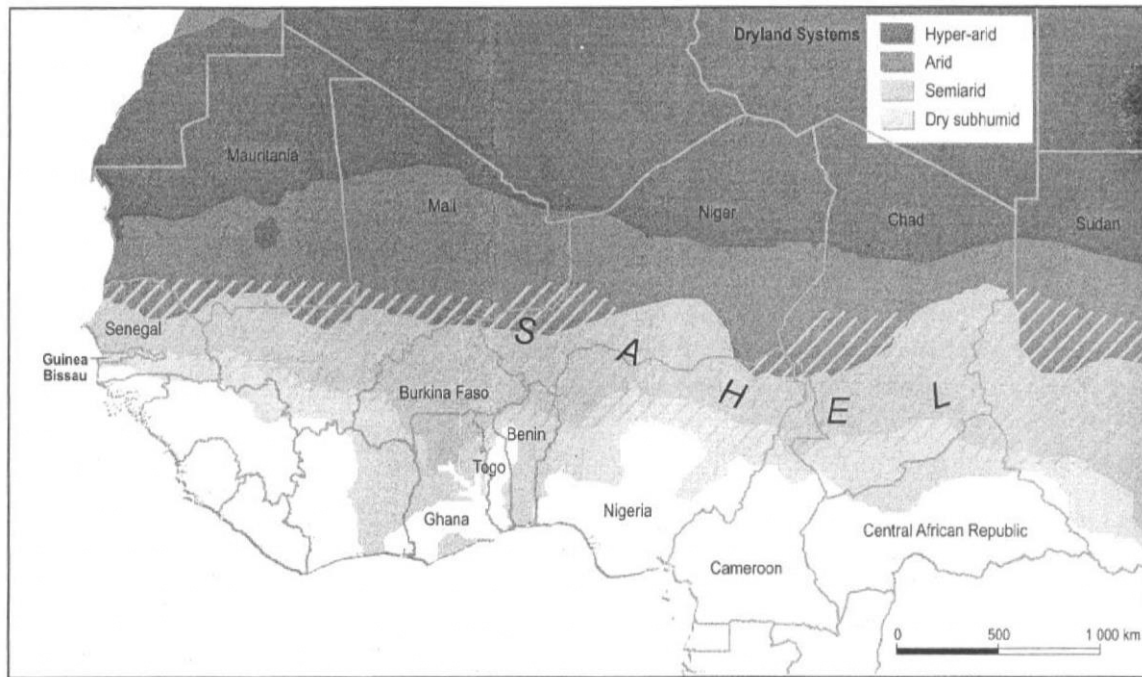 Dryland Systems
Hyper-arid
Arid
Semiarid
Dry subhumid
Mauritania
Mali
Niger
Chad
Sudan
Senegal
Guinea
Bissau
Burkina Faso
Benin
Togo
Ghana
Nigeria
Cameroon
Central African Republic
S A H E L
0 500 1 000 km